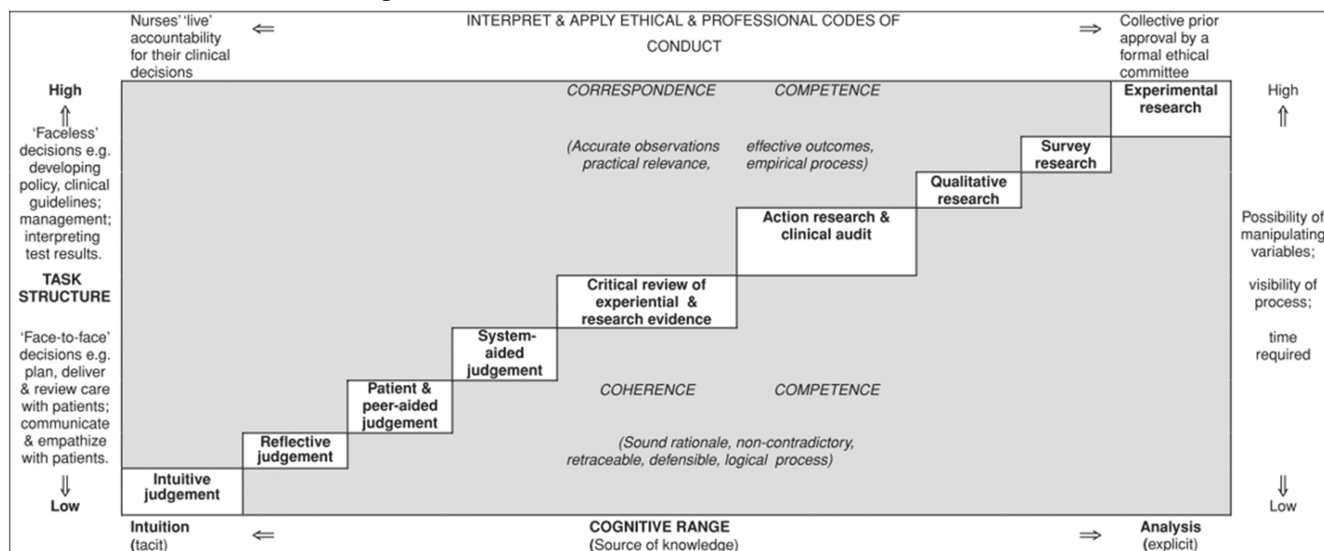 Nurses' 'live'
accountability
for their clinical
decisions
⇐ INTERPRET & APPLY ETHICAL & PROFESSIONAL CODES OF ⇒
CONDUCT
Collective prior
approval by a
formal ethical
committee
High
⇑
'Faceless'
decisions e.g.
developing
policy, clinical
guidelines;
management;
interpreting
test results.
TASK
STRUCTURE
'Face-to-face'
decisions e.g.
plan, deliver
& review care
with patients;
communicate
& empathize
with patients.
⇓
Low
CORRESPONDENCE COMPETENCE
(Accurate observations effective outcomes,
practical relevance, empirical process)
Experimental
research
Survey
research
Qualitative
research
Action research &
clinical audit
Critical review of
experiential &
research evidence
System-
aided
judgement
Patient &
peer-aided
judgement
Reflective
judgement
Intuitive
judgement
COHERENCE COMPETENCE
(Sound rationale, non-contradictory,
retraceable, defensible, logical process)
High
⇑
Possibility of
manipulating
variables;
visibility of
process;
time
required
⇓
Low
Intuition
(tacit)
⇐ COGNITIVE RANGE ⇒
(Source of knowledge)
Analysis
(explicit)